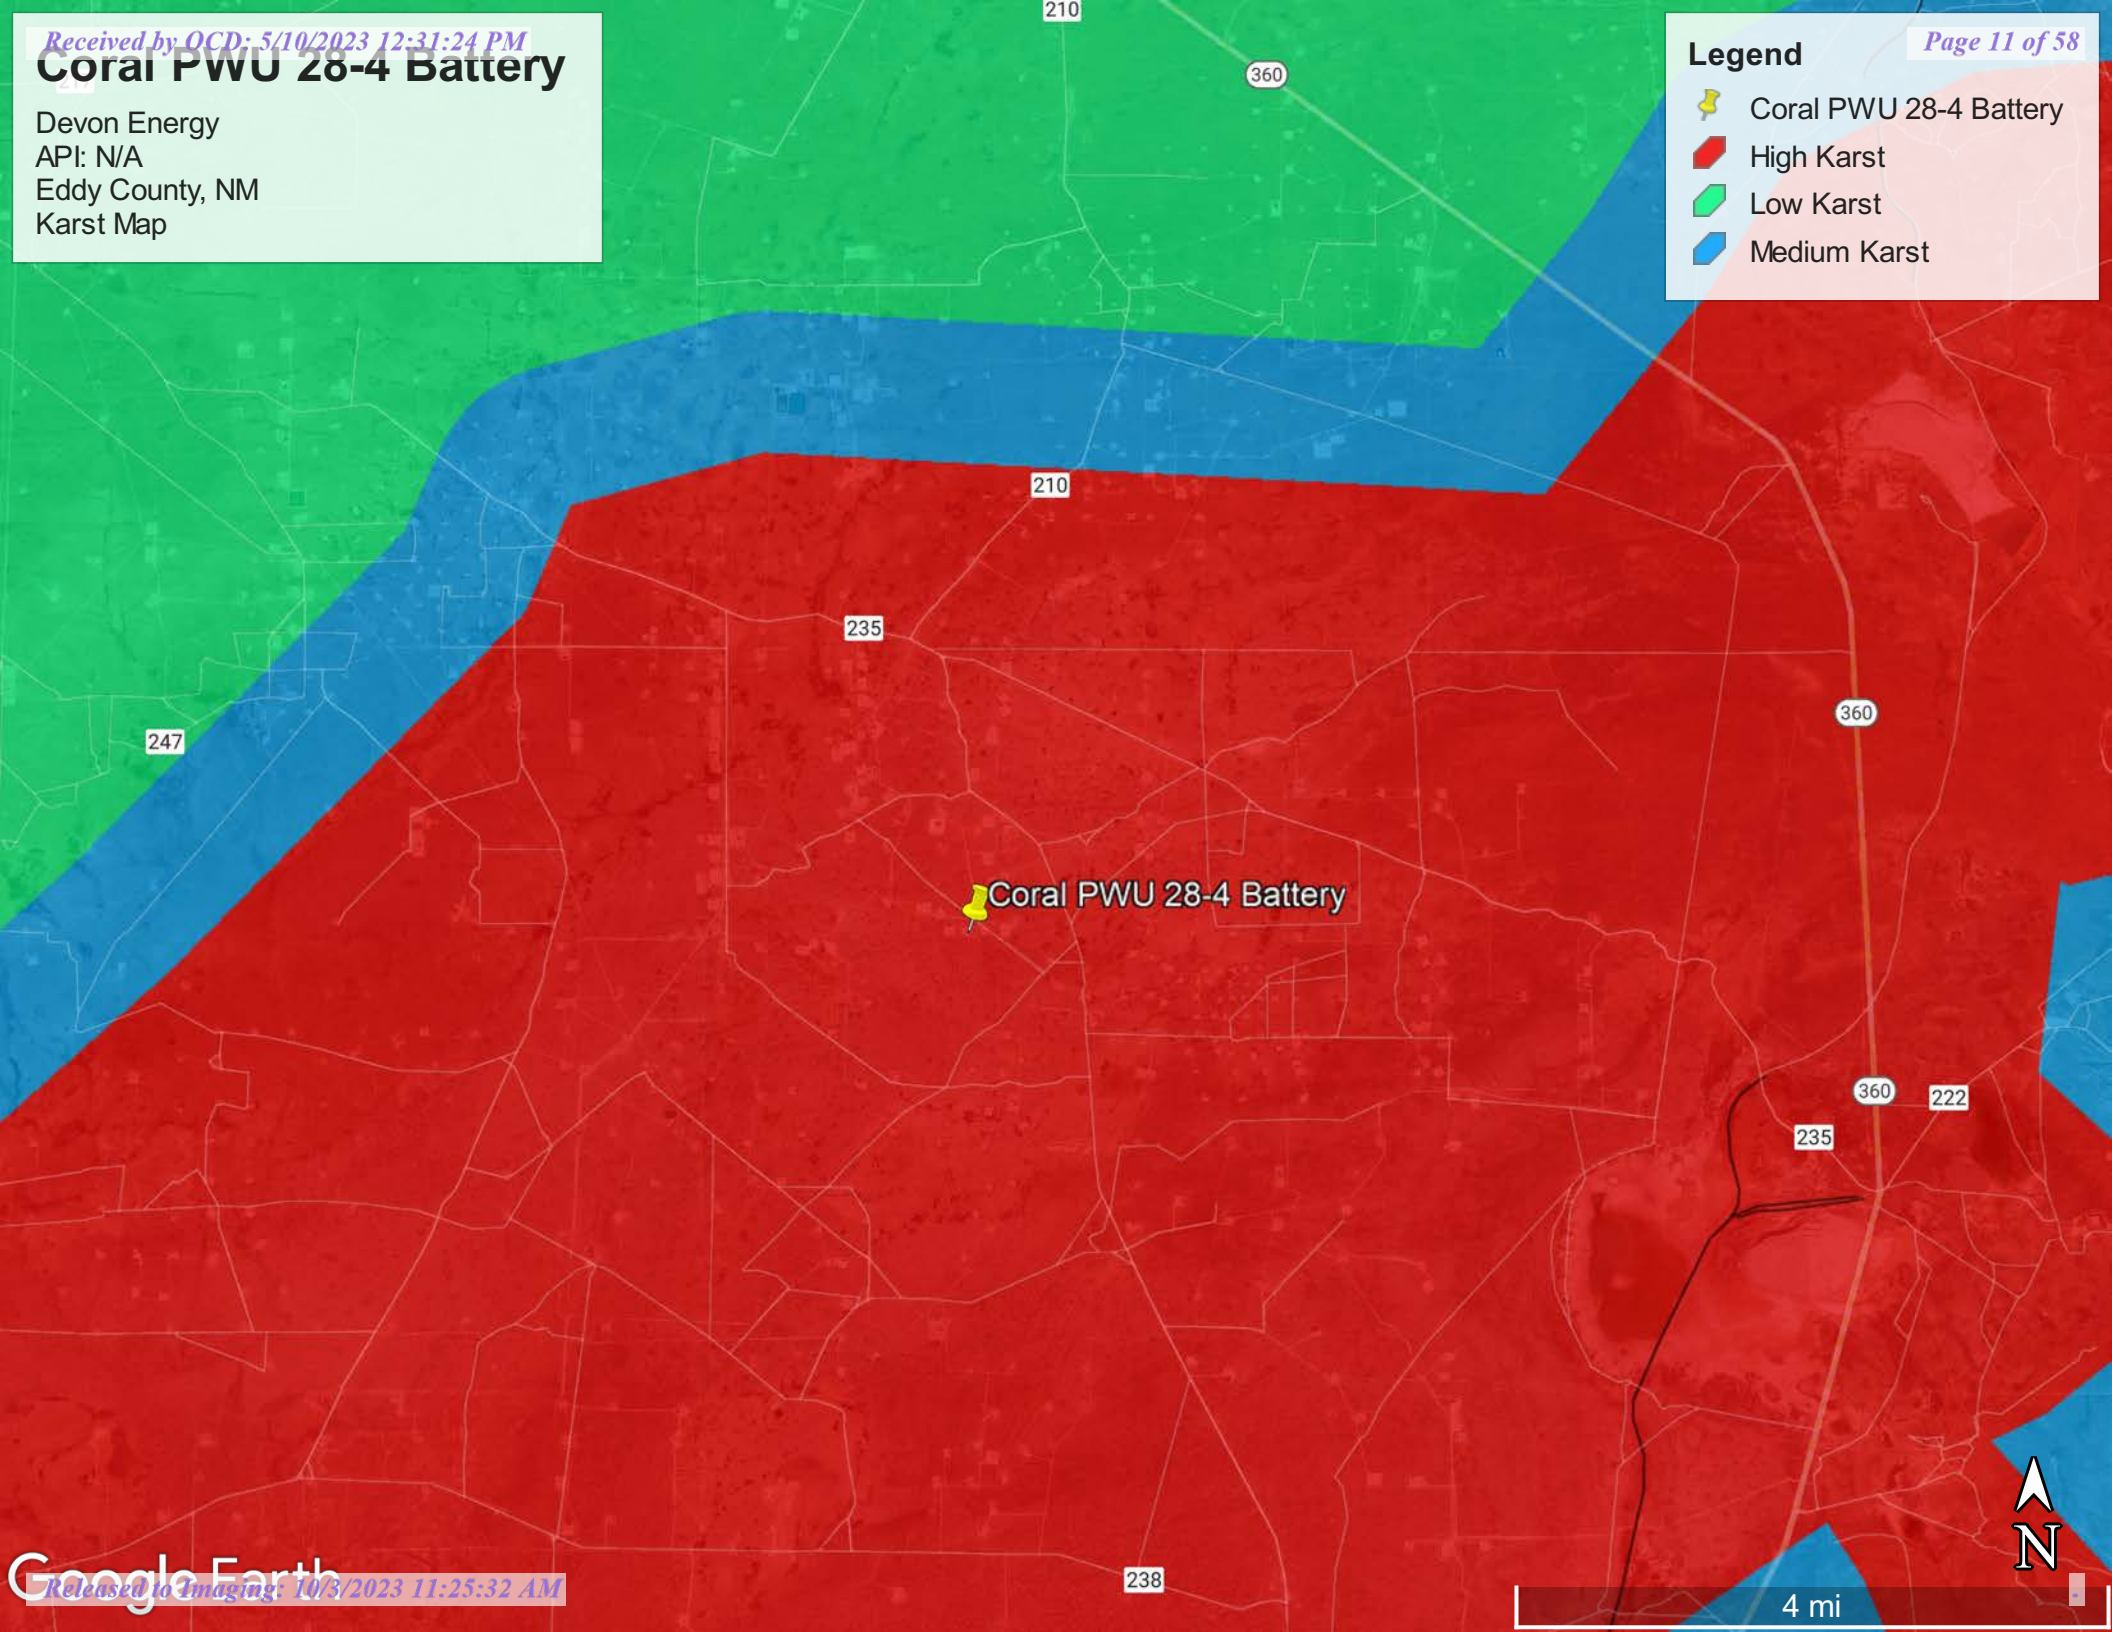 Received by OCD: 5/10/2023 12:31:24 PM
Coral PWU 28-4 Battery
Devon Energy
API: N/A
Eddy County, NM
Karst Map
Page 11 of 58
Legend
Coral PWU 28-4 Battery
High Karst
Low Karst
Medium Karst
210
360
217
210
235
360
247
Coral PWU 28-4 Battery
360
222
235
N
238
Google Earth
Released to Imaging: 10/3/2023 11:25:32 AM
4 mi